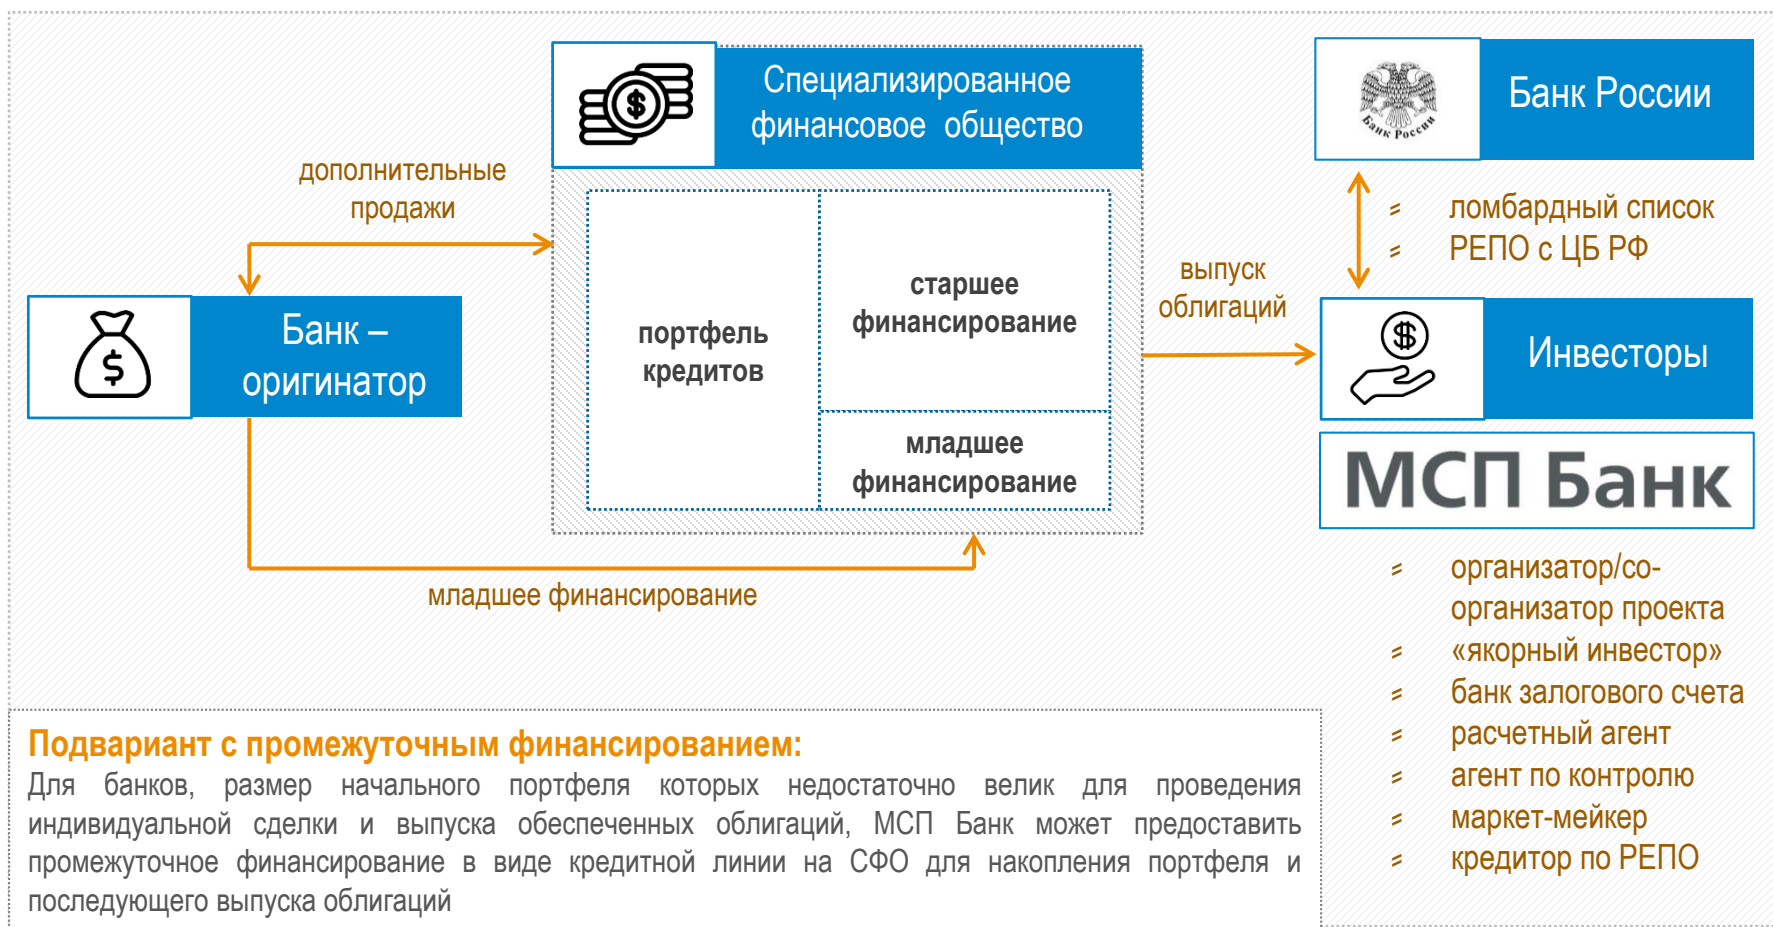 Специализированное
финансовое общество
Банк России
Банк России
дополнительные
продажи
ломбардный список
РЕПО с ЦБ РФ
выпуск
облигаций
Банк –
оригинатор
портфель
кредитов
старшее
финансирование
младшее
финансирование
Инвесторы
МСП Банк
младшее финансирование
организатор/со-
организатор проекта
«якорный инвестор»
банк залогового счета
расчетный агент
агент по контролю
маркет-мейкер
кредитор по РЕПО
Подвариант с промежуточным финансированием:
Для банков, размер начального портфеля которых недостаточно велик для проведения
индивидуальной сделки и выпуска обеспеченных облигаций, МСП Банк может предоставить
промежуточное финансирование в виде кредитной линии на СФО для накопления портфеля и
последующего выпуска облигаций